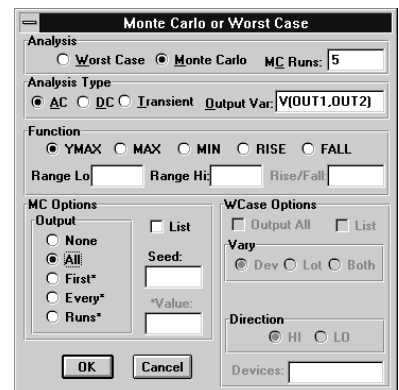 Monte Carlo or Worst Case
Analysis
Worst Case Monte Carlo MC Runs: 5
Analysis Type
AC DC Transient Output Var: V(OUT1,OUT2)
Function
YMAX MAX MIN RISE FALL
Range Lo Range Hi: Rise/Fall:
MC Options
Output
None
All
First*
Every*
Runs*
List
Seed:
*Value:
WCase Options
Output All List
Vary
Dev Lot Both
Direction
HI LO
Devices:
OK Cancel